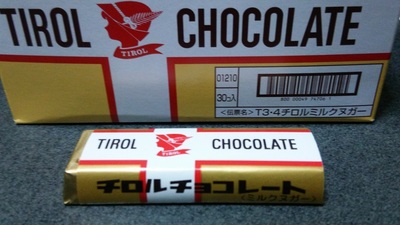 TIROL CHOCOLATE
TIROL
01210
30コ入
<伝票名> T3・4チロルミルクヌガー
TIROL CHOCOLATE
TIROL
チロルチョコレート
<ミルクヌガー>